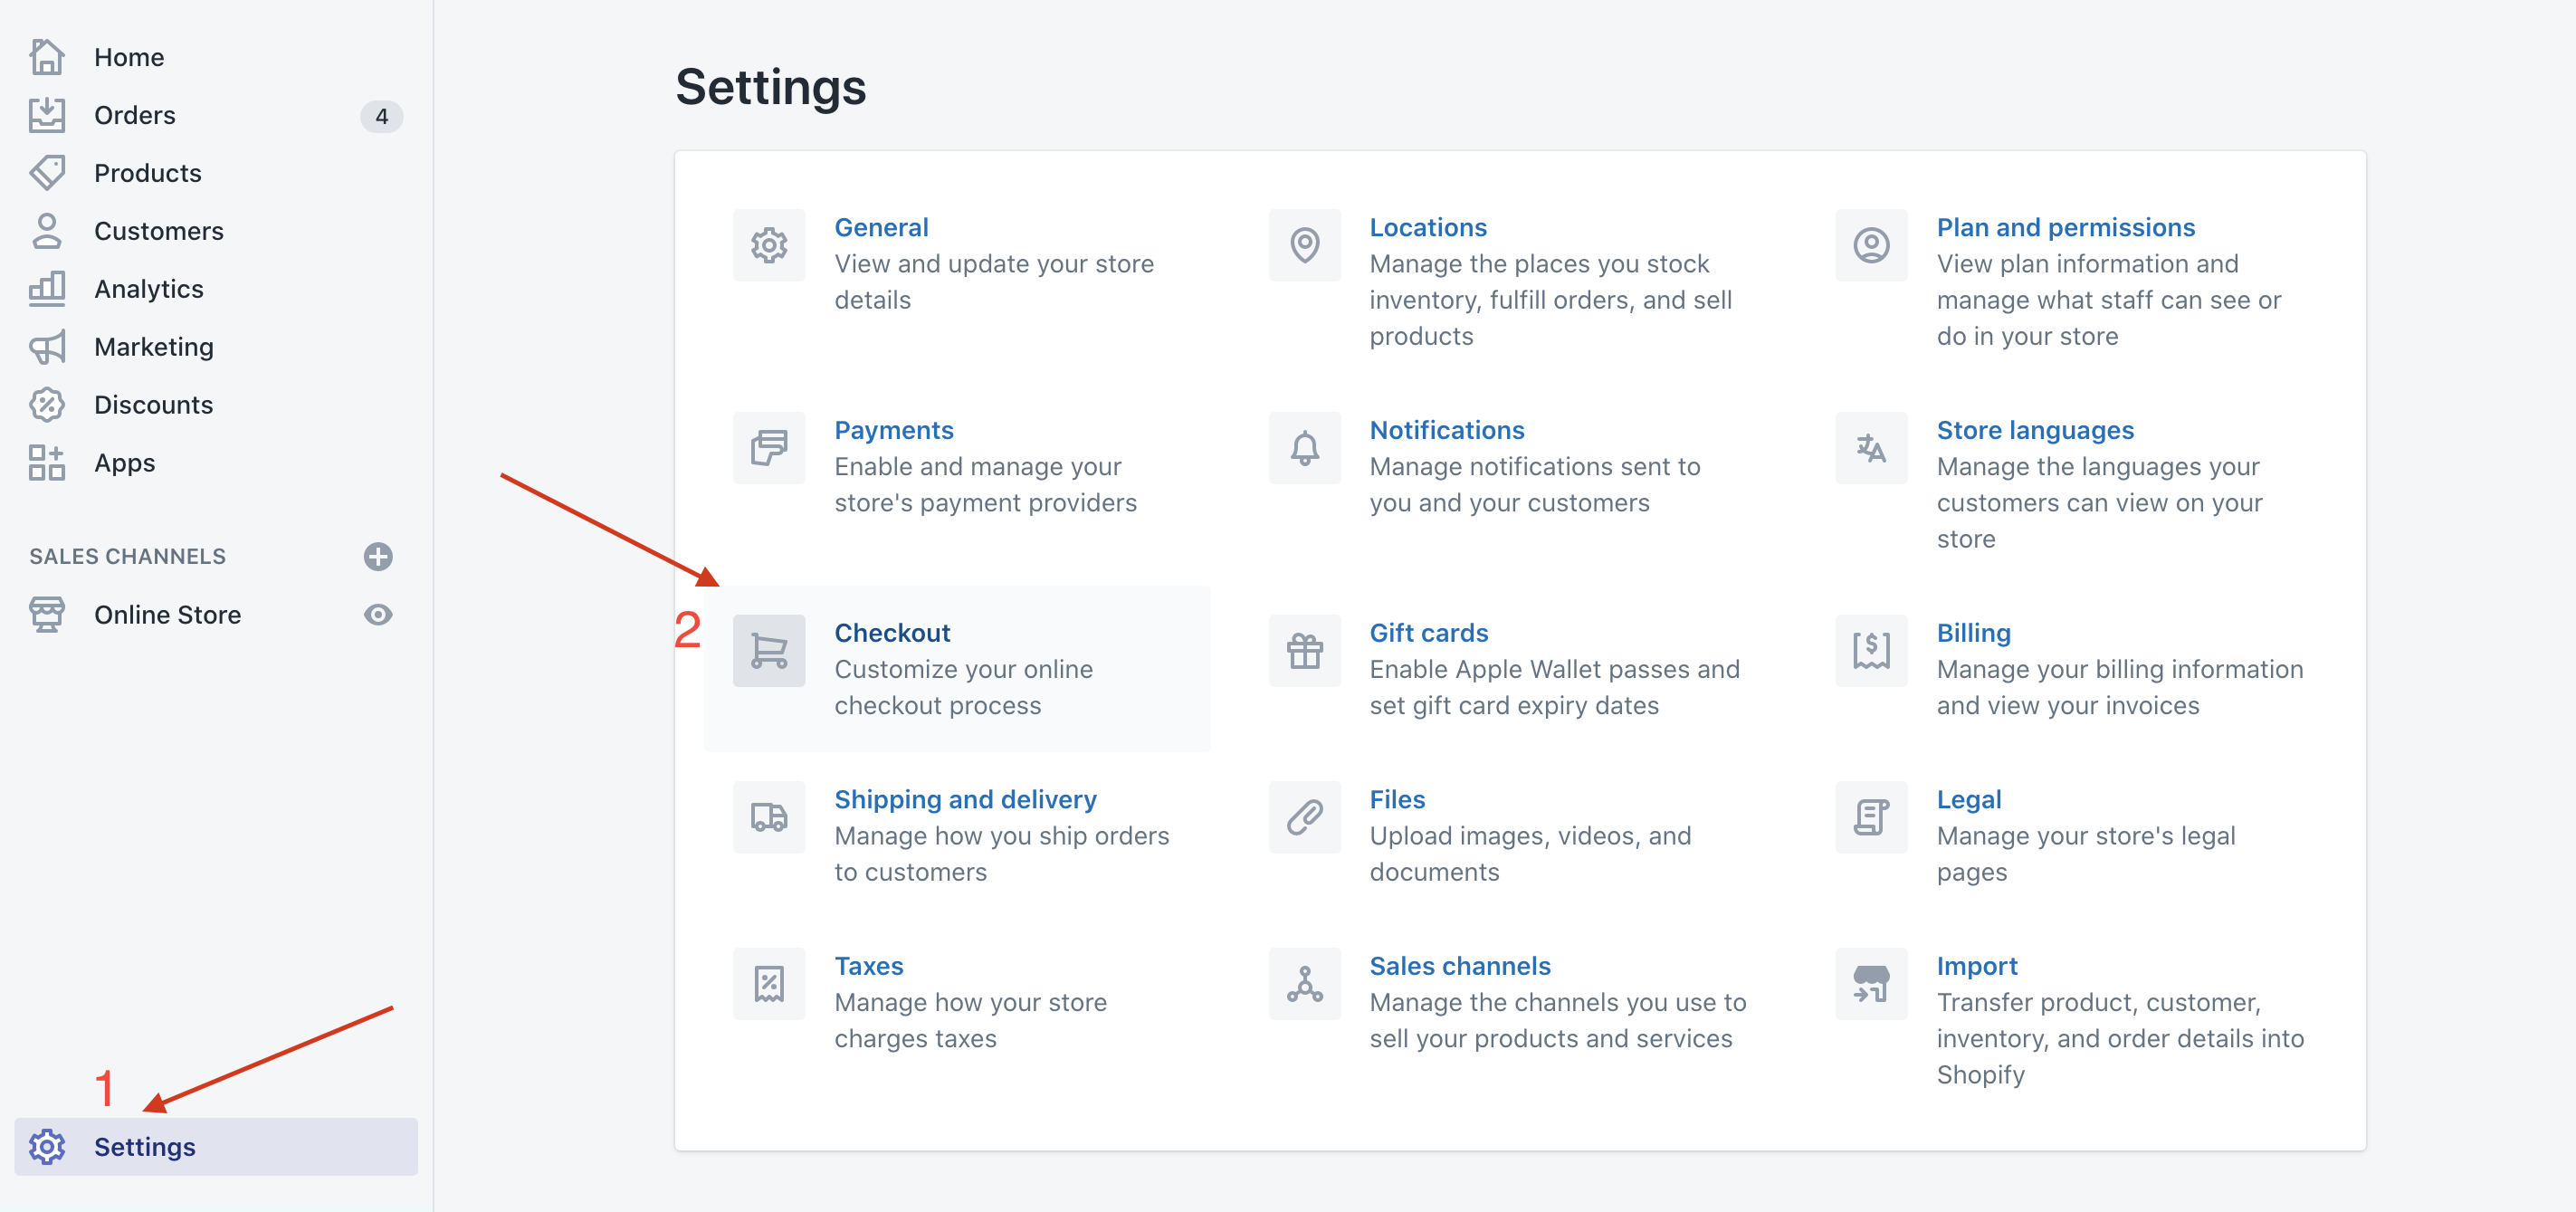 Home
Orders 4
Products
Customers
Analytics
Marketing
Discounts
Apps
SALES CHANNELS
Online Store
1
Settings
Settings
General
View and update your store
details
Locations
Manage the places you stock
inventory, fulfill orders, and sell
products
Plan and permissions
View plan information and
manage what staff can see or
do in your store
Payments
Enable and manage your
store's payment providers
Notifications
Manage notifications sent to
you and your customers
Store languages
Manage the languages your
customers can view on your
store
2
Checkout
Customize your online
checkout process
Gift cards
Enable Apple Wallet passes and
set gift card expiry dates
Billing
Manage your billing information
and view your invoices
Shipping and delivery
Manage how you ship orders
to customers
Files
Upload images, videos, and
documents
Legal
Manage your store's legal
pages
Taxes
Manage how your store
charges taxes
Sales channels
Manage the channels you use to
sell your products and services
Import
Transfer product, customer,
inventory, and order details into
Shopify